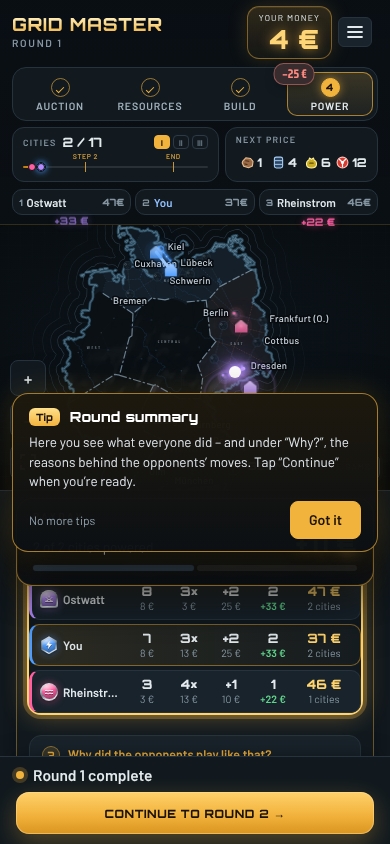 GRID MASTER
ROUND 1
YOUR MONEY
4 €
-25 €
AUCTION
RESOURCES
BUILD
4
POWER
CITIES 2 / 17
I II III
STEP 2
END
NEXT PRICE
1 4 6 12
1 Ostwatt 47€
2 You 37€
3 Rheinstrom 46€
+33 €
+22 €
Kiel
Cuxhaven Lübeck
Schwerin
Bremen
Berlin
Frankfurt (O.)
WEST
CENTRAL
EAST
Cottbus
Dresden
+
Tip Round summary
Here you see what everyone did – and under “Why?”, the
reasons behind the opponents’ moves. Tap “Continue”
when you’re ready.
No more tips
Got it
Ostwatt 8 3x +2 2 47 €
8 € 3 € 25 € +33 € 2 cities
You 7 3x +2 2 37 €
8 € 13 € 25 € +33 € 2 cities
Rheinstr... 3 4x +1 1 46 €
3 € 13 € 10 € +22 € 1 cities
Why did the opponents play like that?
Round 1 complete
CONTINUE TO ROUND 2 →